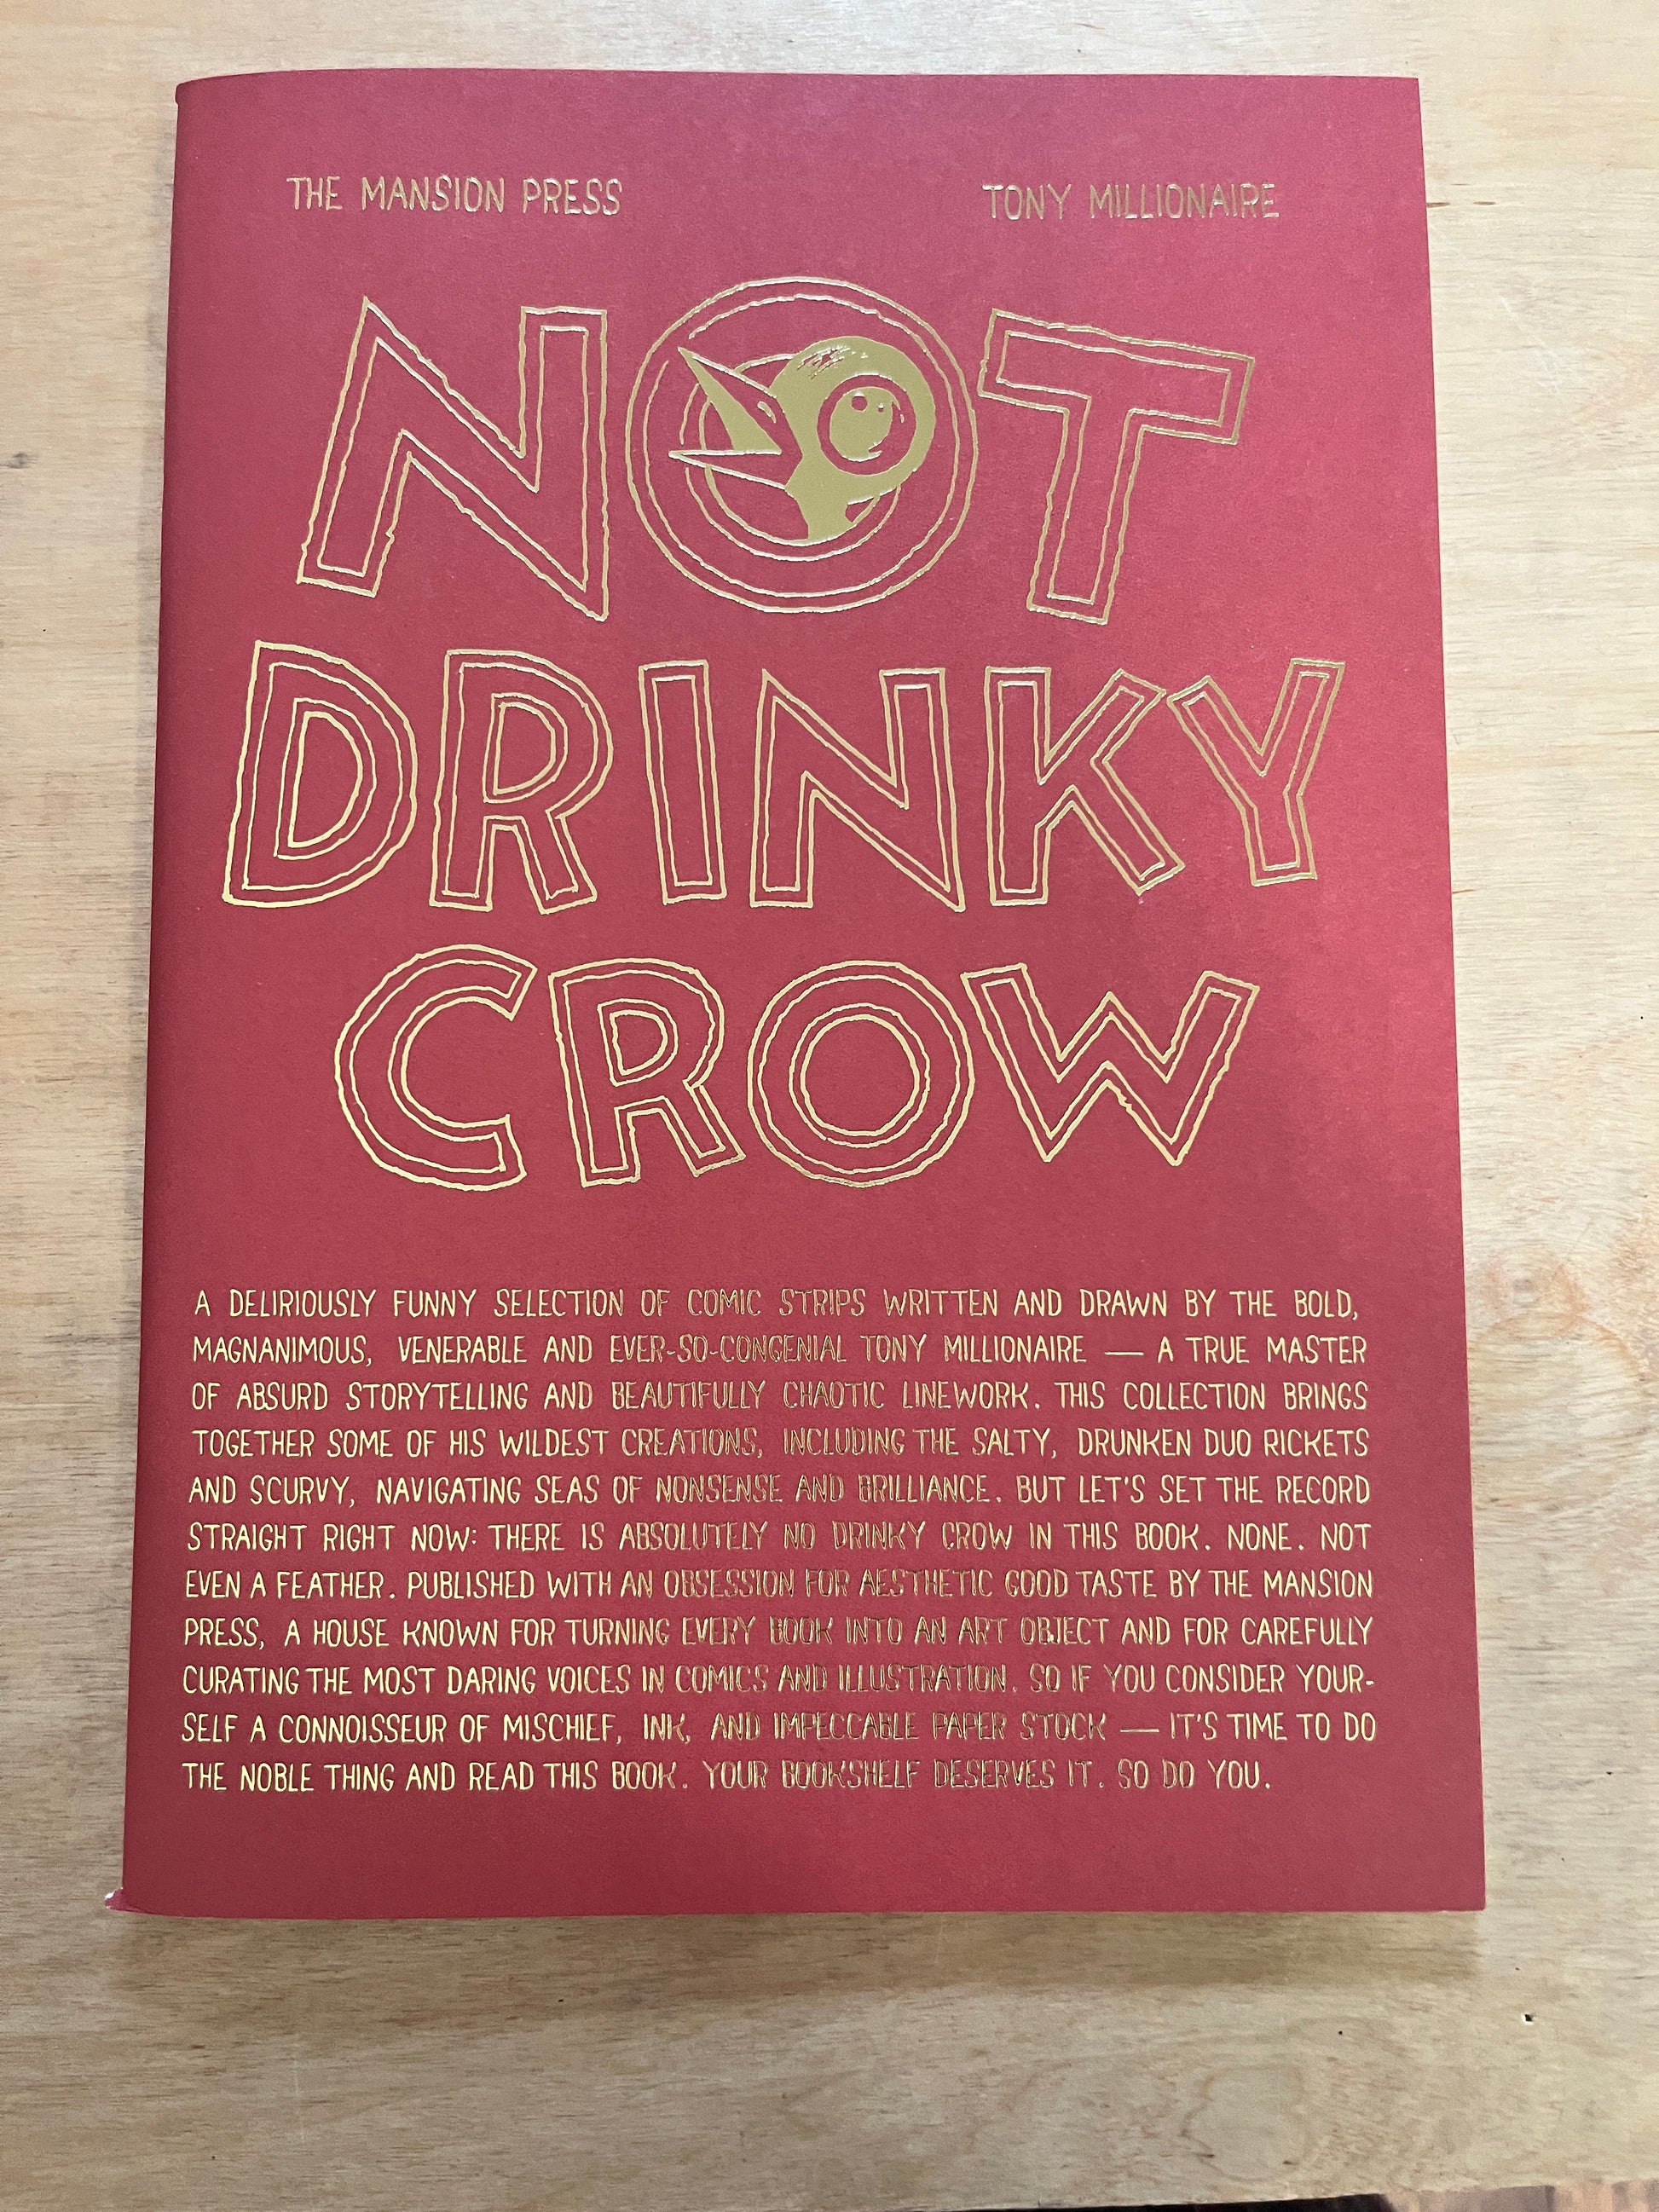 THE MANSION PRESS TONY MILLIONAIRE
NOT
DRINKY
CROW
A DELIRIOUSLY FUNNY SELECTION OF COMIC STRIPS WRITTEN AND DRAWN BY THE BOLD,
MAGNANIMOUS, VENERABLE AND EVER-SO-CONGENIAL TONY MILLIONAIRE — A TRUE MASTER
OF ABSURD STORYTELLING AND BEAUTIFULLY CHAOTIC LINEWORK. THIS COLLECTION BRINGS
TOGETHER SOME OF HIS WILDEST CREATIONS, INCLUDING THE SALTY, DRUNKEN DUO RICKETS
AND SCURVY, NAVIGATING SEAS OF NONSENSE AND BRILLIANCE. BUT LET'S SET THE RECORD
STRAIGHT RIGHT NOW: THERE IS ABSOLUTELY NO DRINKY CROW IN THIS BOOK. NONE. NOT
EVEN A FEATHER. PUBLISHED WITH AN OBSESSION FOR AESTHETIC GOOD TASTE BY THE MANSION
PRESS, A HOUSE KNOWN FOR TURNING EVERY BOOK INTO AN ART OBJECT AND FOR CAREFULLY
CURATING THE MOST DARING VOICES IN COMICS AND ILLUSTRATION. SO IF YOU CONSIDER YOUR-
SELF A CONNOISSEUR OF MISCHIEF, INK, AND IMPECCABLE PAPER STOCK — IT'S TIME TO DO
THE NOBLE THING AND READ THIS BOOK. YOUR BOOKSHELF DESERVES IT. SO DO YOU.